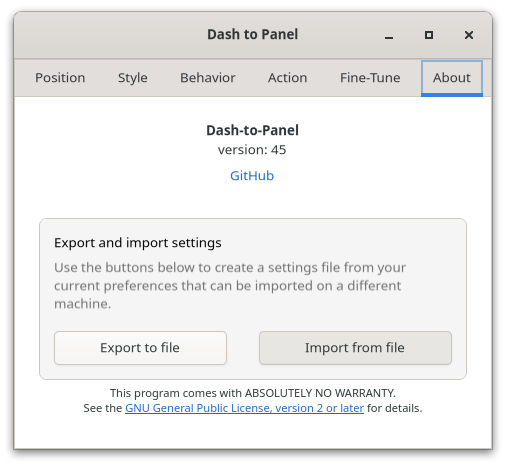 Dash to Panel
Position Style Behavior Action Fine-Tune About
Dash-to-Panel
version: 45
GitHub
Export and import settings
Use the buttons below to create a settings file from your
current preferences that can be imported on a different
machine.
Export to file Import from file
This program comes with ABSOLUTELY NO WARRANTY.
See the GNU General Public License, version 2 or later for details.